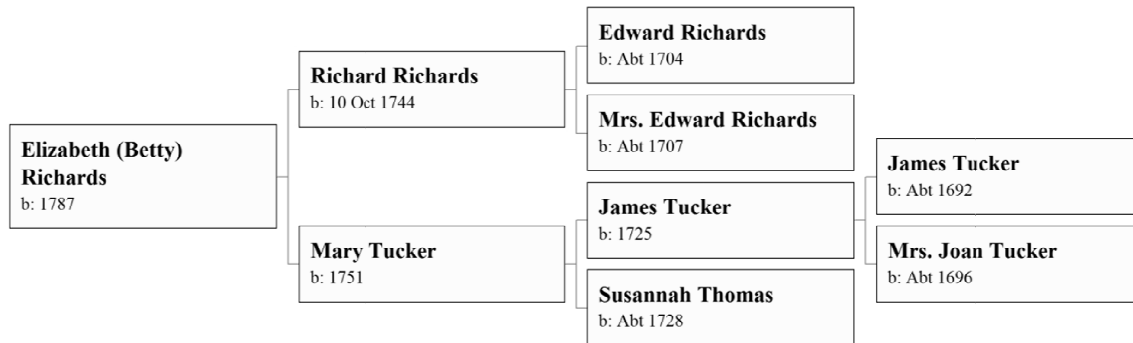 Elizabeth (Betty)
Richards
b: 1787
Richard Richards
b: 10 Oct 1744
Mary Tucker
b: 1751
Edward Richards
b: Abt 1704
Mrs. Edward Richards
b: Abt 1707
James Tucker
b: 1725
Susannah Thomas
b: Abt 1728
James Tucker
b: Abt 1692
Mrs. Joan Tucker
b: Abt 1696